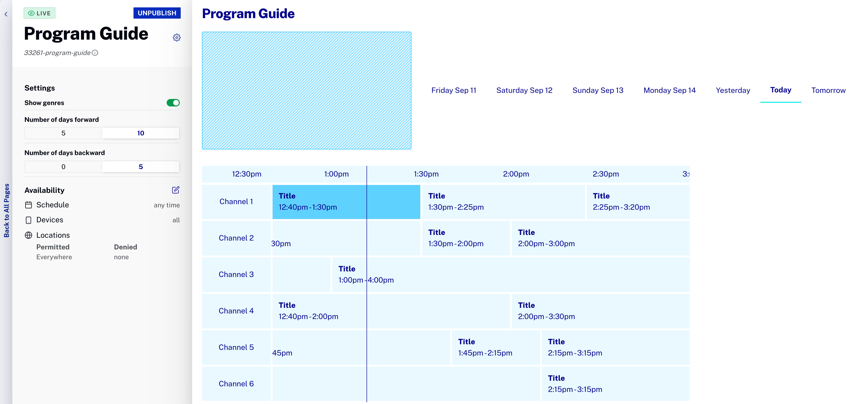 LIVE
UNPUBLISH
Program Guide
33261-program-guide
Settings
Show genres
Number of days forward
5 10
Number of days backward
0 5
Availability
Schedule any time
Devices all
Locations
Permitted Denied
Everywhere none
Back to All Pages
Program Guide
Friday Sep 11 Saturday Sep 12 Sunday Sep 13 Monday Sep 14 Yesterday Today Tomorrow
12:30pm 1:00pm 1:30pm 2:00pm 2:30pm 3:
Channel 1
Title
12:40pm - 1:30pm
Title
1:30pm - 2:25pm
Title
2:25pm - 3:20pm
Channel 2
30pm
Title
1:30pm - 2:00pm
Title
2:00pm - 3:00pm
Channel 3
Title
1:00pm - 4:00pm
Channel 4
Title
12:40pm - 2:00pm
Title
2:00pm - 3:30pm
Channel 5
45pm
Title
1:45pm - 2:15pm
Title
2:15pm - 3:15pm
Channel 6
Title
2:15pm - 3:15pm